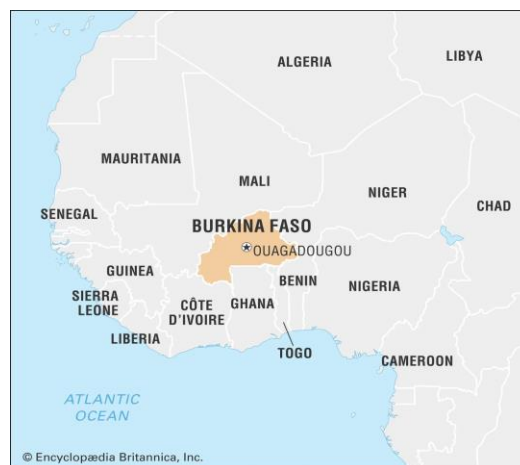 ALGERIA
LIBYA
MAURITANIA
MALI
NIGER
CHAD
SENEGAL
BURKINA FASO
OUAGADOUGOU
GUINEA
BENIN
NIGERIA
SIERRA
LEONE
CÔTE
D'IVOIRE
GHANA
LIBERIA
TOGO
CAMEROON
ATLANTIC
OCEAN
© Encyclopædia Britannica, Inc.